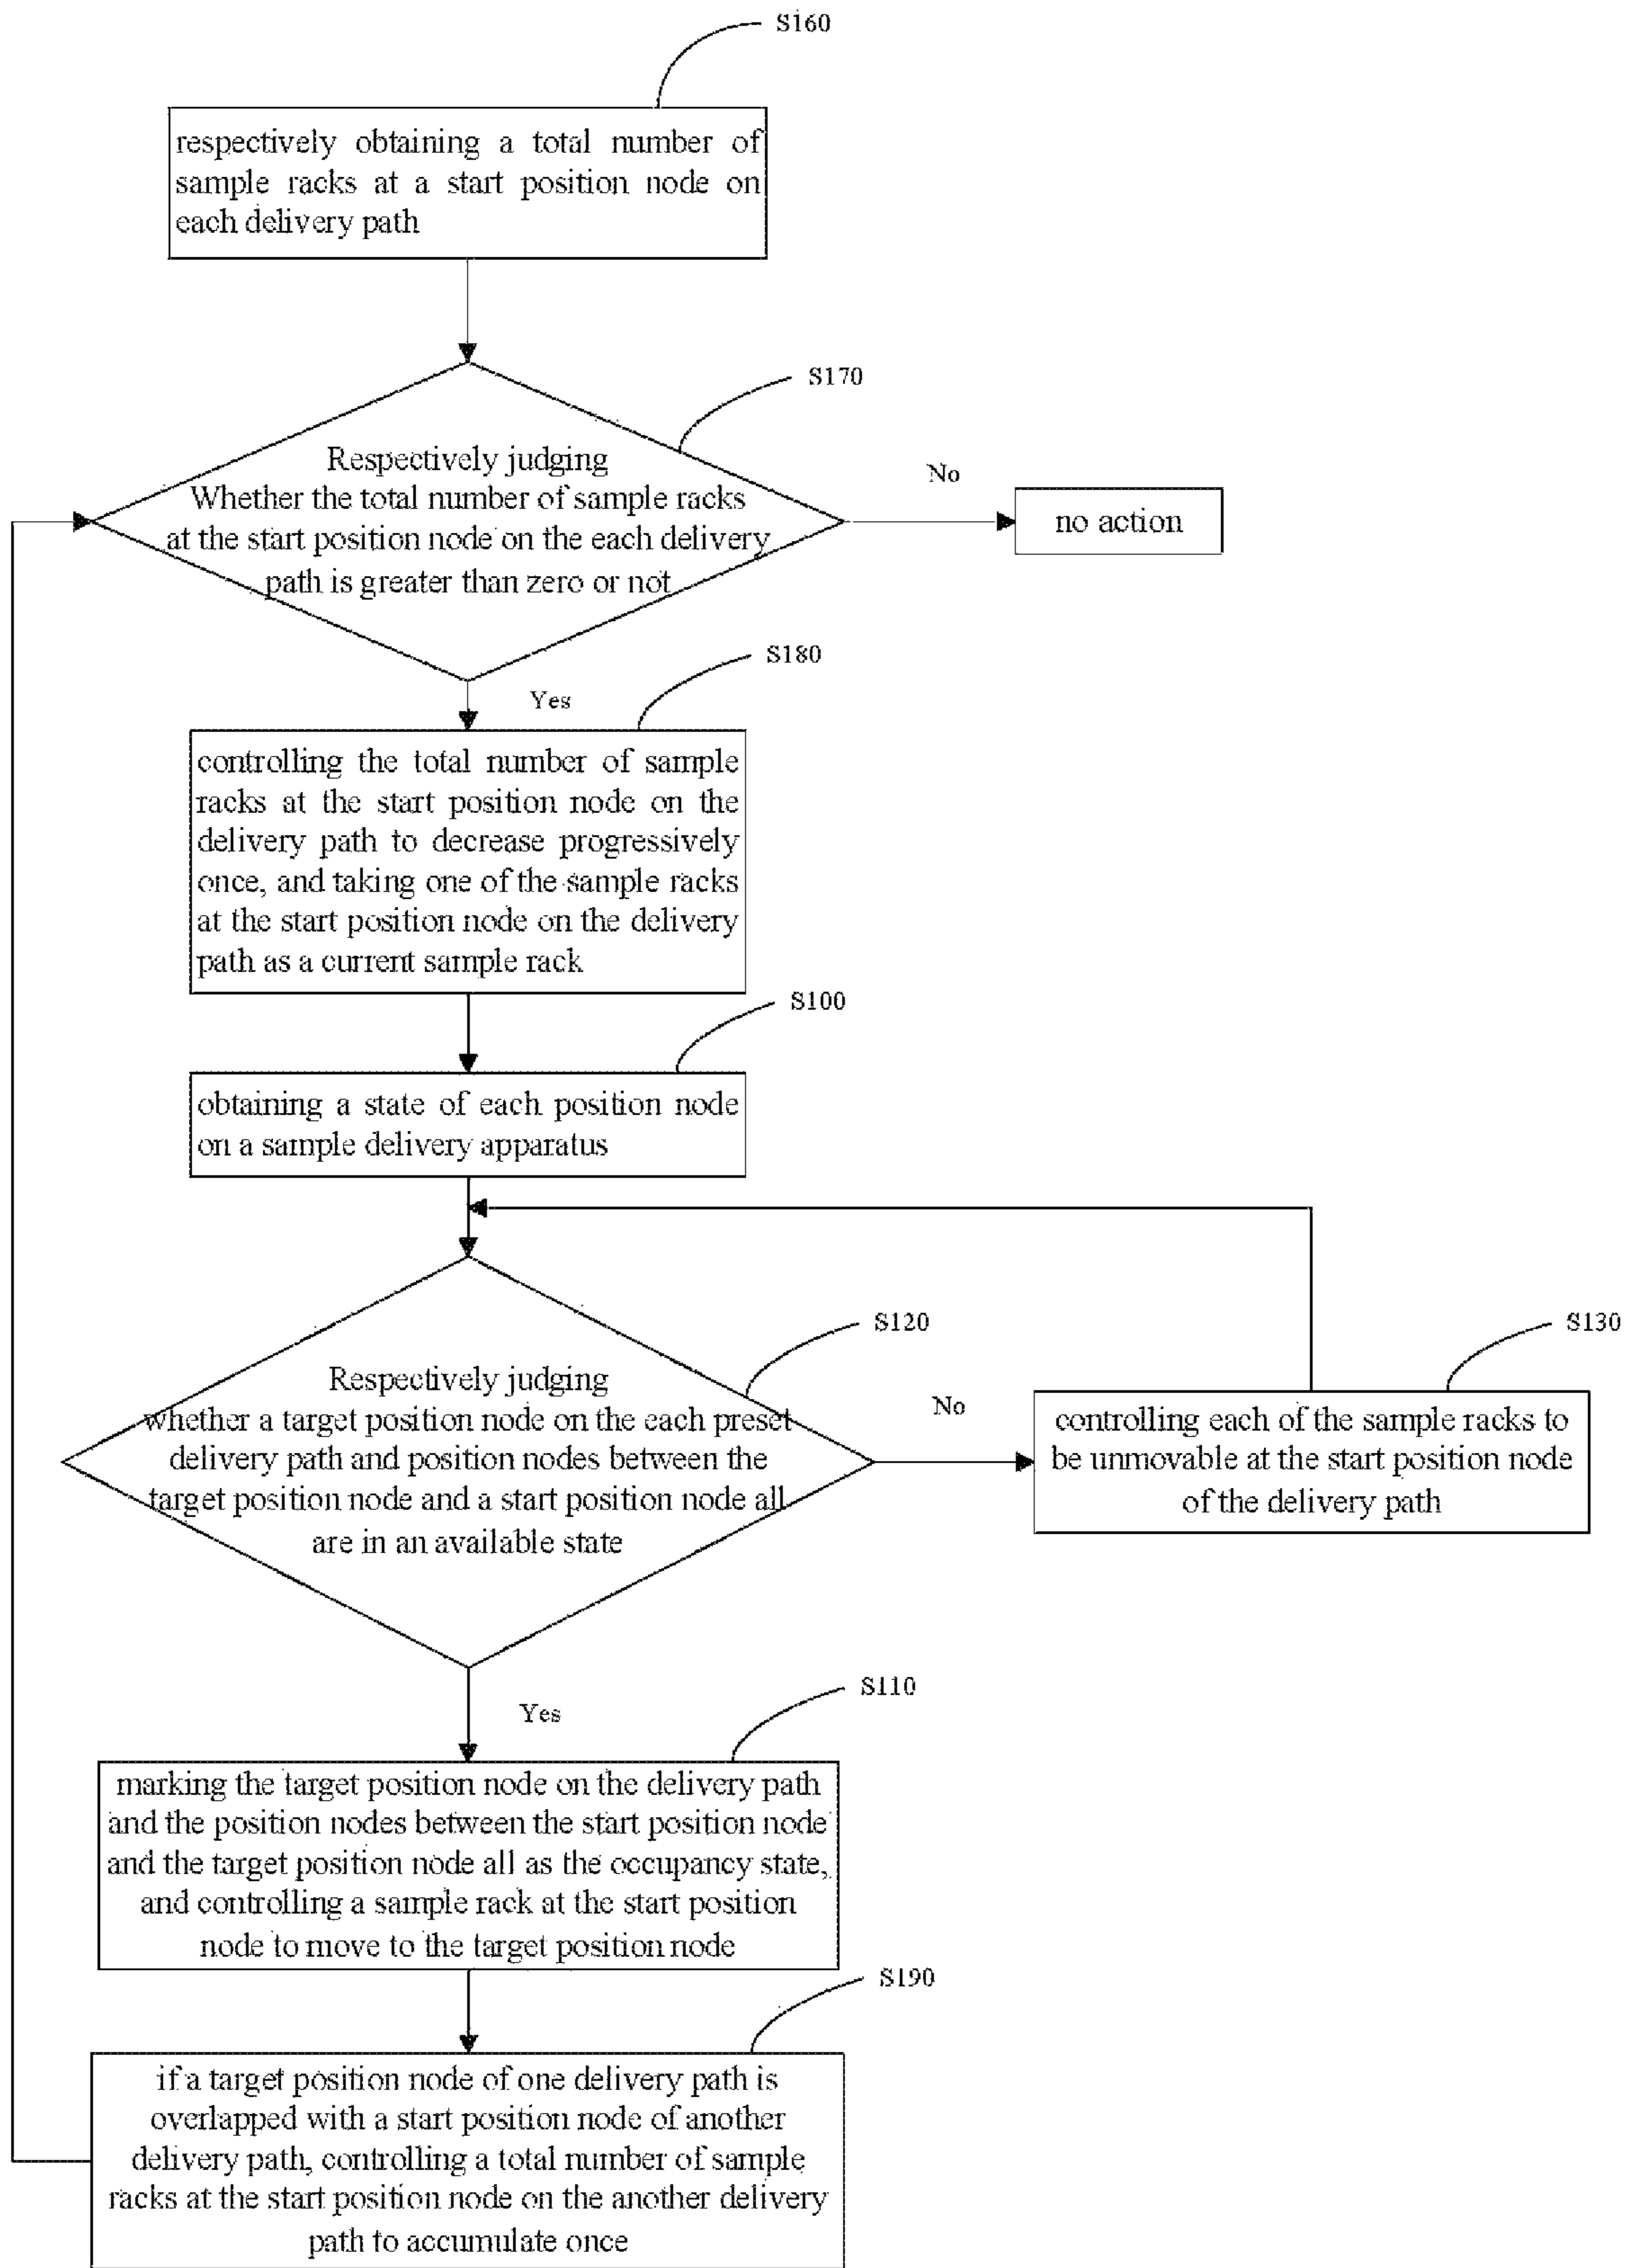 S160
respectively obtaining a total number of
sample racks at a start position node on
each delivery path
S170
Respectively judging
Whether the total number of sample racks
at the start position node on the each delivery
path is greater than zero or not
No
no action
S180
Yes
controlling the total number of sample
racks at the start position node on the
delivery path to decrease progressively
once, and taking one of the sample racks
at the start position node on the delivery
path as a current sample rack
S100
obtaining a state of each position node
on a sample delivery apparatus
S120
S130
Respectively judging
whether a target position node on the each preset
delivery path and position nodes between the
target position node and a start position node all
are in an available state
No
controlling each of the sample racks to
be unmovable at the start position node
of the delivery path
S110
Yes
marking the target position node on the delivery path
and the position nodes between the start position node
and the target position node all as the occupancy state,
and controlling a sample rack at the start position
node to move to the target position node
S190
if a target position node of one delivery path is
overlapped with a start position node of another
delivery path, controlling a total number of sample
racks at the start position node on the another delivery
path to accumulate once